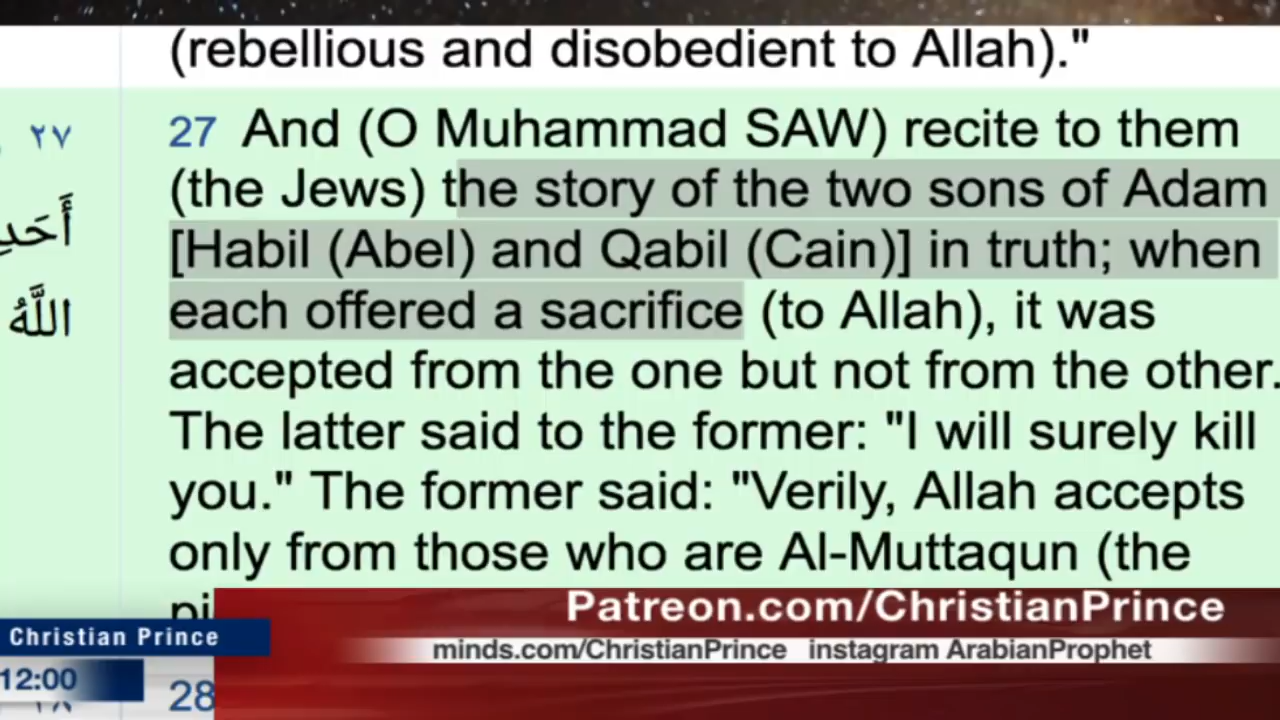 (rebellious and disobedient to Allah)."
٢٧
27 And (O Muhammad SAW) recite to them
(the Jews) the story of the two sons of Adam
[Habil (Abel) and Qabil (Cain)] in truth; when
each offered a sacrifice (to Allah), it was
accepted from the one but not from the other.
The latter said to the former: "I will surely kill
you." The former said: "Verily, Allah accepts
only from those who are Al-Muttaqun (the
اللَّهُ
Patreon.com/ChristianPrince
Christian Prince
minds.com/ChristianPrince instagram ArabianProphet
12:00
28